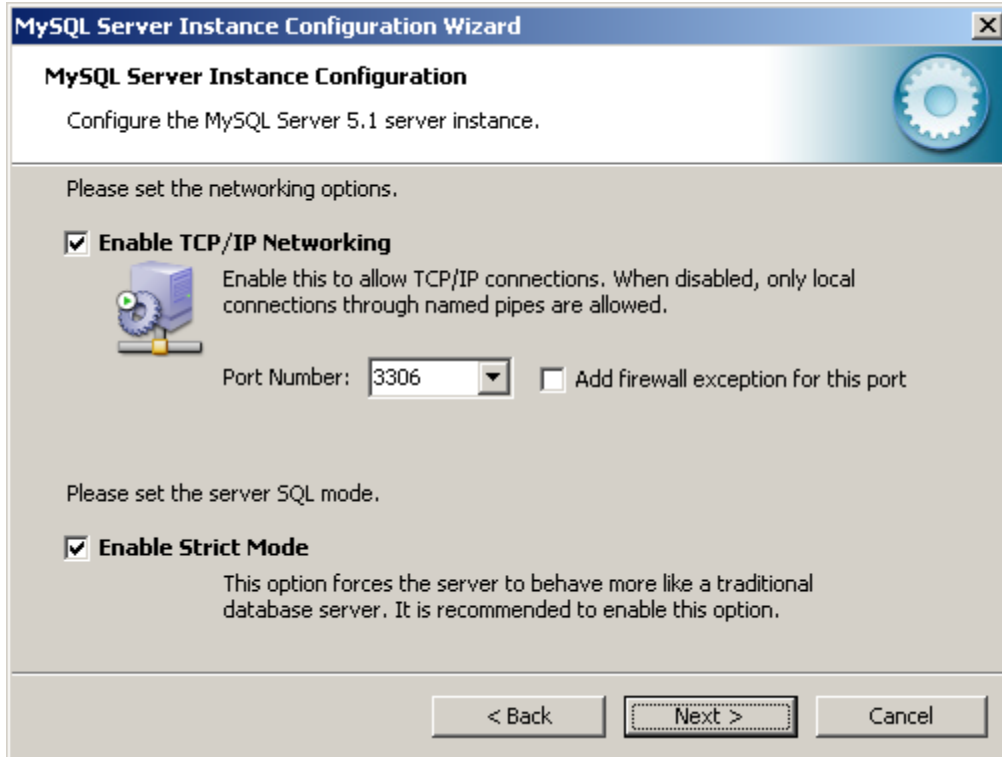 MySQL Server Instance Configuration Wizard
MySQL Server Instance Configuration
Configure the MySQL Server 5.1 server instance.
Please set the networking options.
Enable TCP/IP Networking
Enable this to allow TCP/IP connections. When disabled, only local
connections through named pipes are allowed.
Port Number: 3306 Add firewall exception for this port
Please set the server SQL mode.
Enable Strict Mode
This option forces the server to behave more like a traditional
database server. It is recommended to enable this option.
< Back Next > Cancel